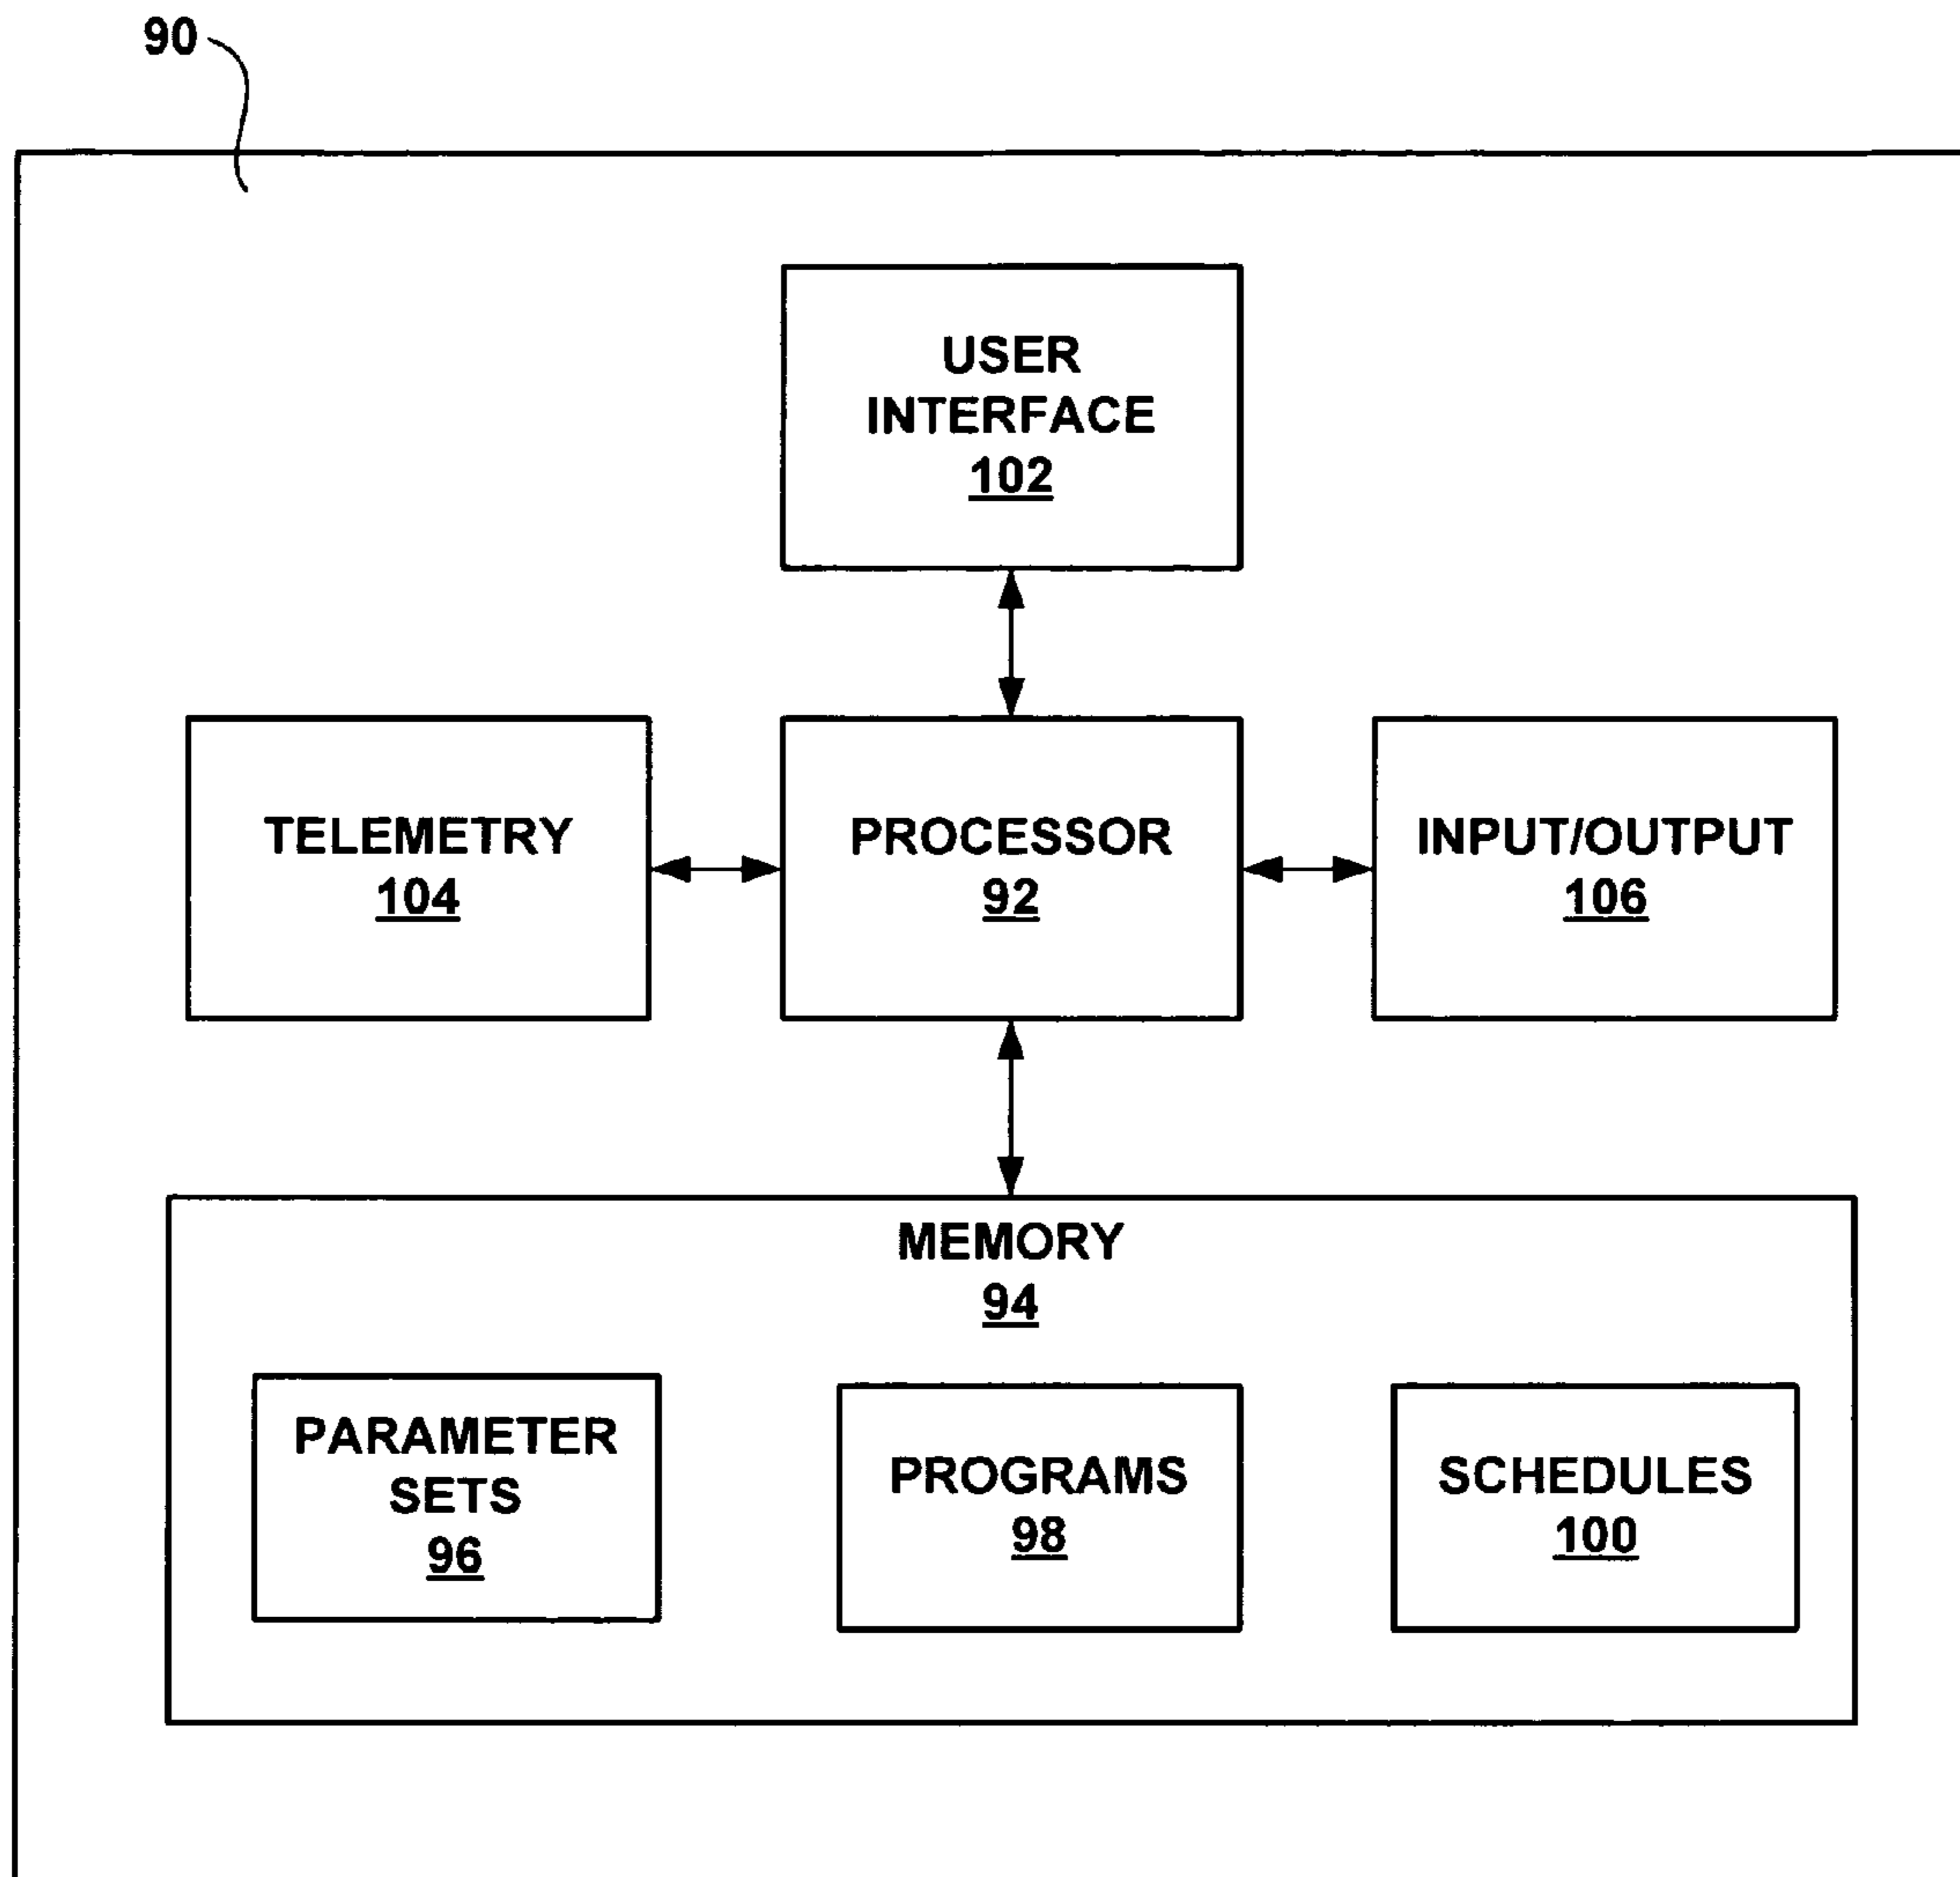 90
USER
INTERFACE
102
TELEMETRY
104
PROCESSOR
92
INPUT/OUTPUT
106
MEMORY
94
PARAMETER
SETS
96
PROGRAMS
98
SCHEDULES
100